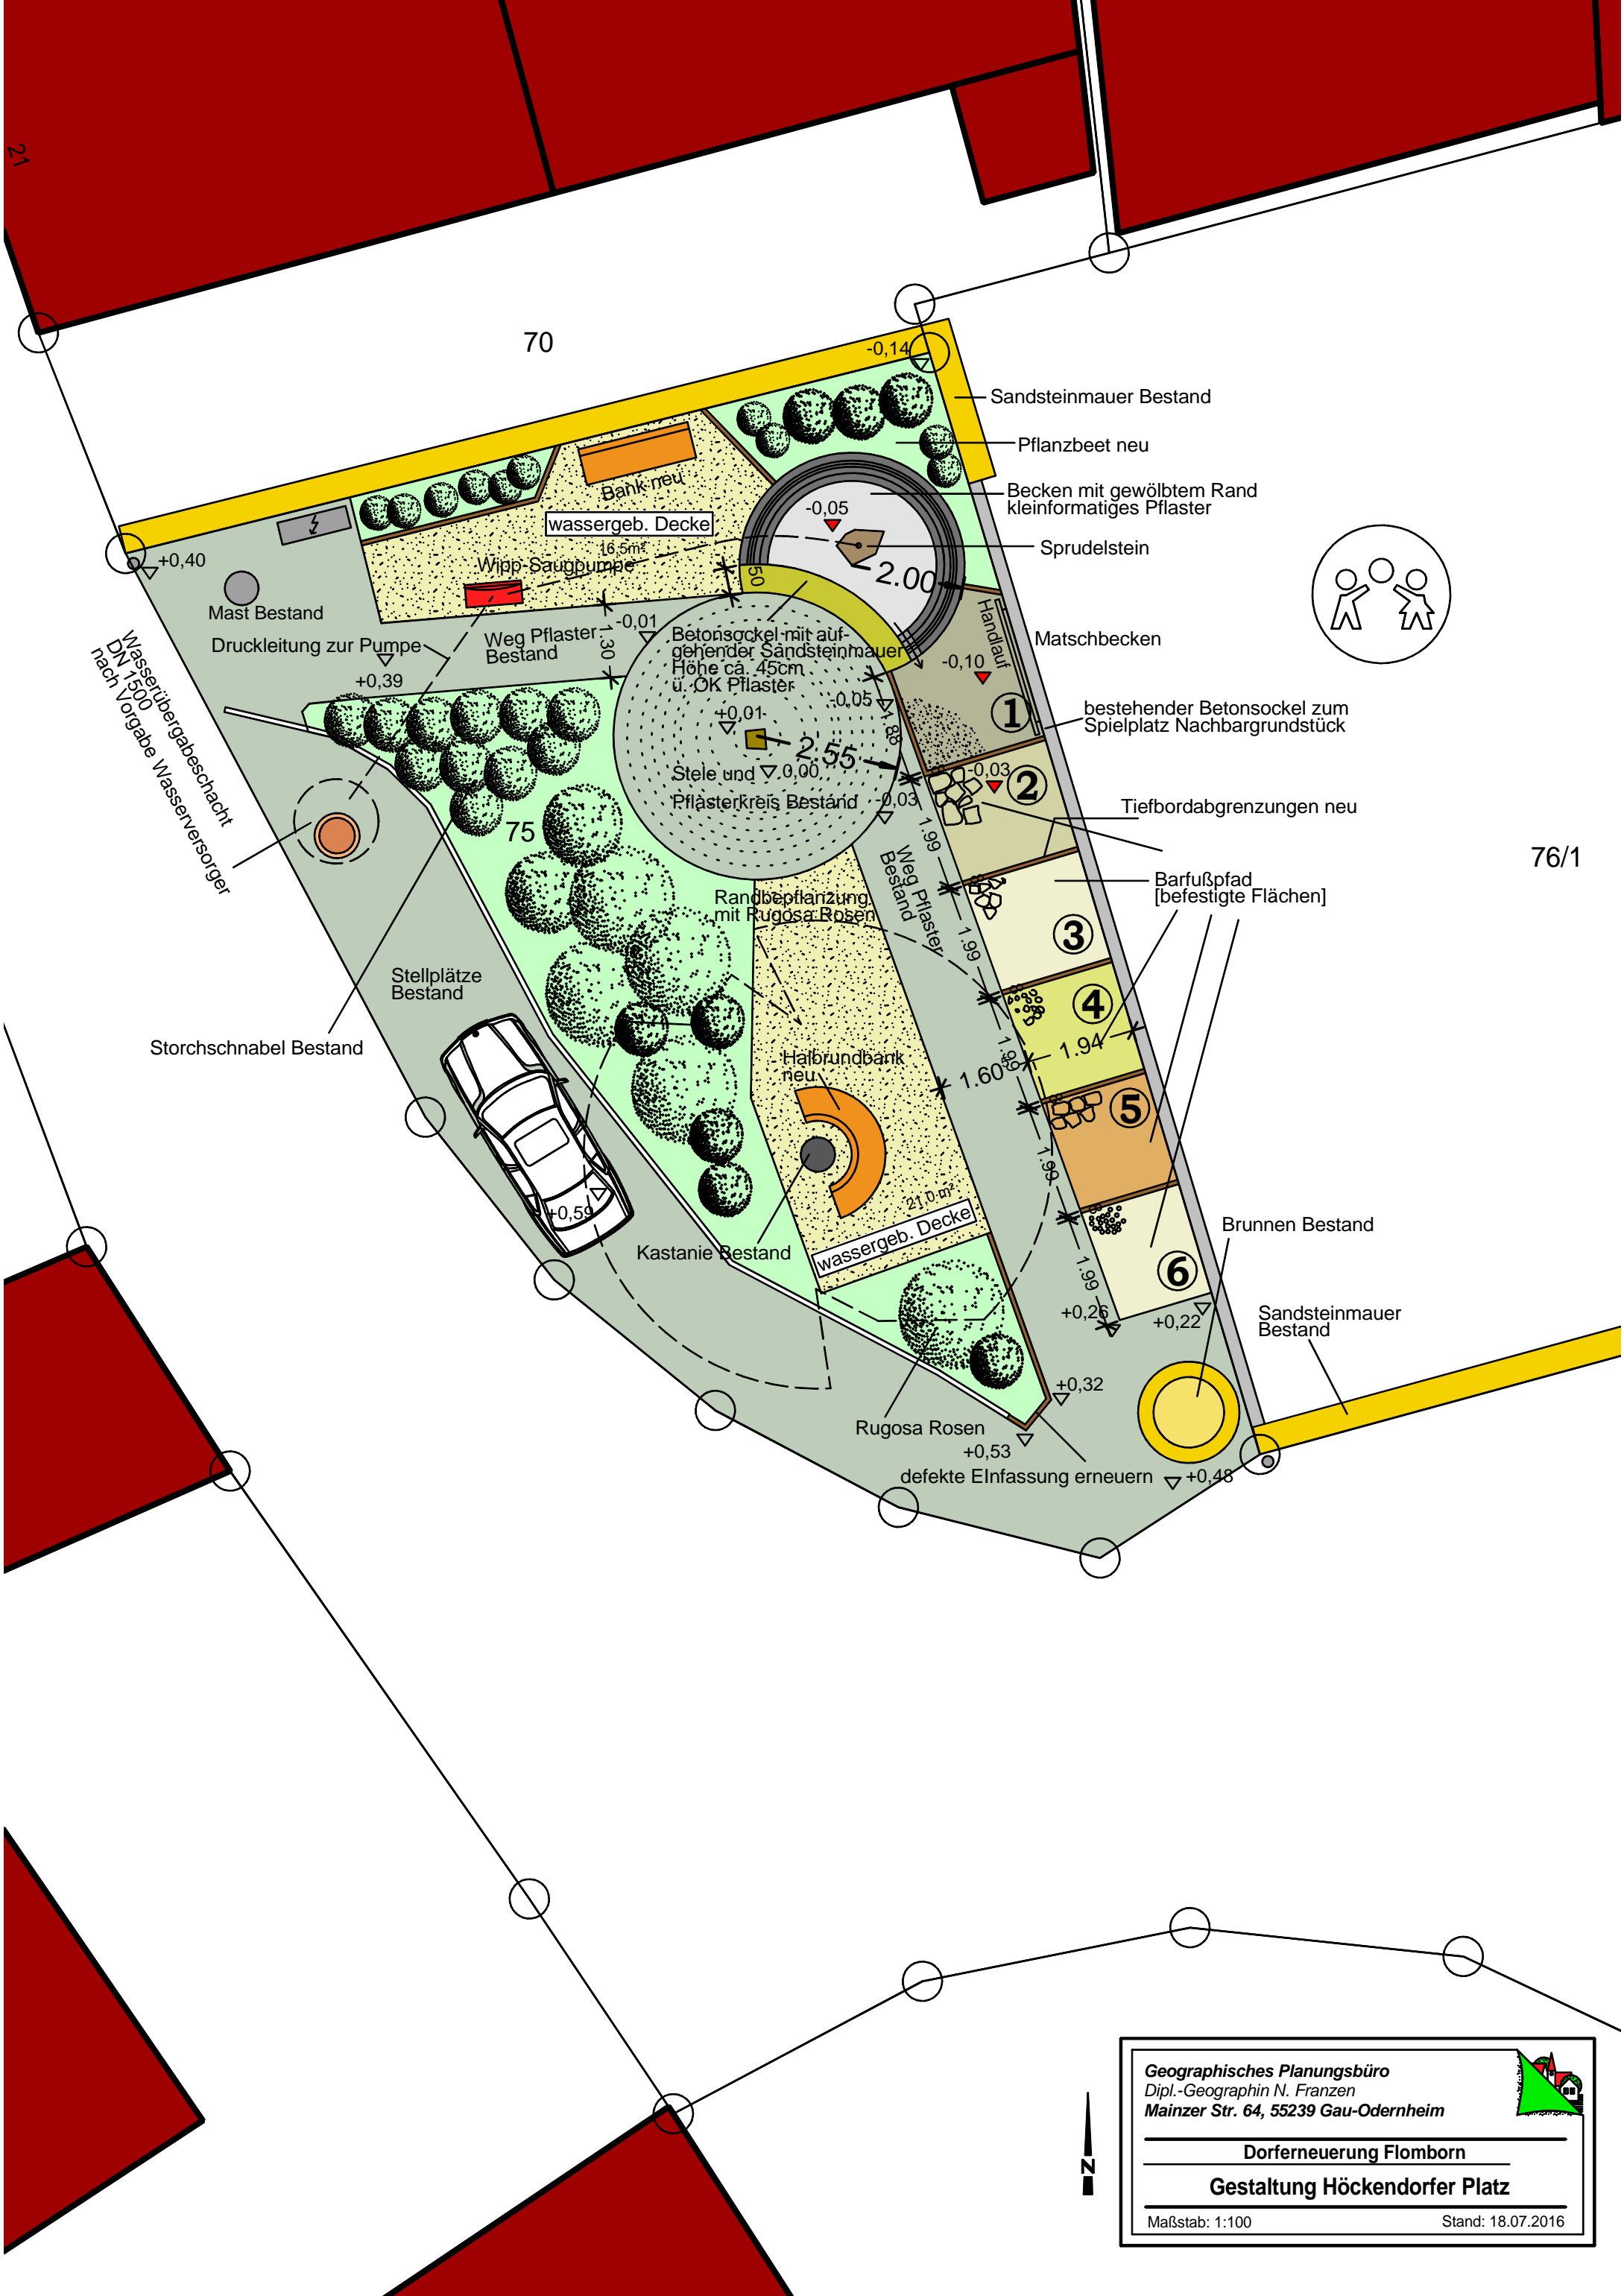 21
70
-0,14
Sandsteinmauer Bestand
Pflanzbeet neu
Becken mit gewölbtem Rand
kleinformatiges Pflaster
Bank neu
wassergeb. Decke
16,5m²
-0,05
Sprudelstein
+0,40
Wipp-Saugpumpe
50
2.00
Mast Bestand
Handlauf
Matschbecken
Druckleitung zur Pumpe
Weg Pflaster
Bestand
1.30
-0,01
Betonsockel mit auf-
gehender Sandsteinmauer
Höhe ca. 45cm
ü. OK Pflaster
-0,10
+0,39
Wasserübergabeschacht
DN 1500
nach Vorgabe Wasserversorger
-0,05
1
bestehender Betonsockel zum
Spielplatz Nachbargrundstück
+0,01
1.88
2.55
Stele und
0,00
Pflasterkreis Bestand
-0,03
2
-0,03
Tiefbordabgrenzungen neu
75
1.99
Weg Pflaster
Bestand
76/1
Barfußpfad
[befestigte Flächen]
Randbepflanzung
mit Rugosa Rosen
3
1.99
Stellplätze
Bestand
4
Storchschnabel Bestand
1.99
1.94
Halbrundbank
neu
1.60⁵
5
1.99
+0,59
21,0 m²
wassergeb. Decke
Kastanie Bestand
Brunnen Bestand
6
1.99
+0,26
+0,22
Sandsteinmauer
Bestand
+0,32
Rugosa Rosen
+0,53
defekte EInfassung erneuern
+0,48
N
Geographisches Planungsbüro
Dipl.-Geographin N. Franzen
Mainzer Str. 64, 55239 Gau-Odernheim
Dorferneuerung Flomborn
Gestaltung Höckendorfer Platz
Maßstab: 1:100
Stand: 18.07.2016